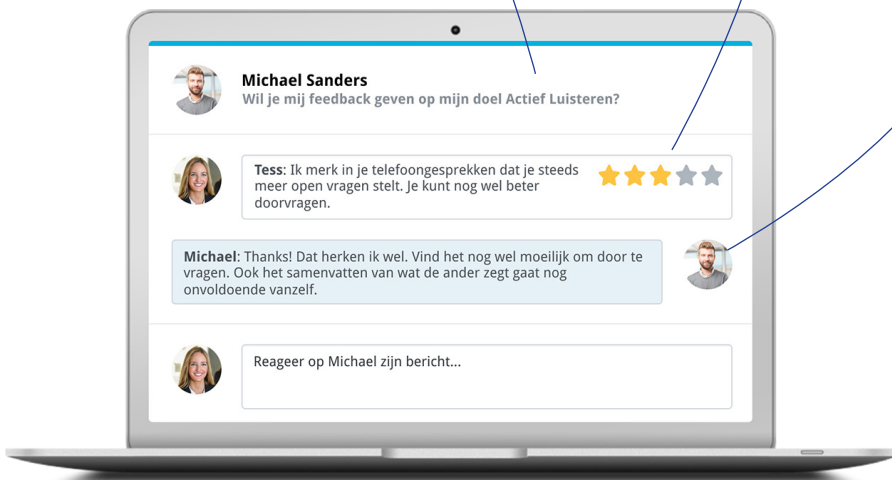 Michael Sanders
Wil je mij feedback geven op mijn doel Actief Luisteren?
Tess: Ik merk in je telefoongesprekken dat je steeds
meer open vragen stelt. Je kunt nog wel beter
doorvragen.
Michael: Thanks! Dat herken ik wel. Vind het nog wel moeilijk om door te
vragen. Ook het samenvatten van wat de ander zegt gaat nog
onvoldoende vanzelf.
Reageer op Michael zijn bericht...